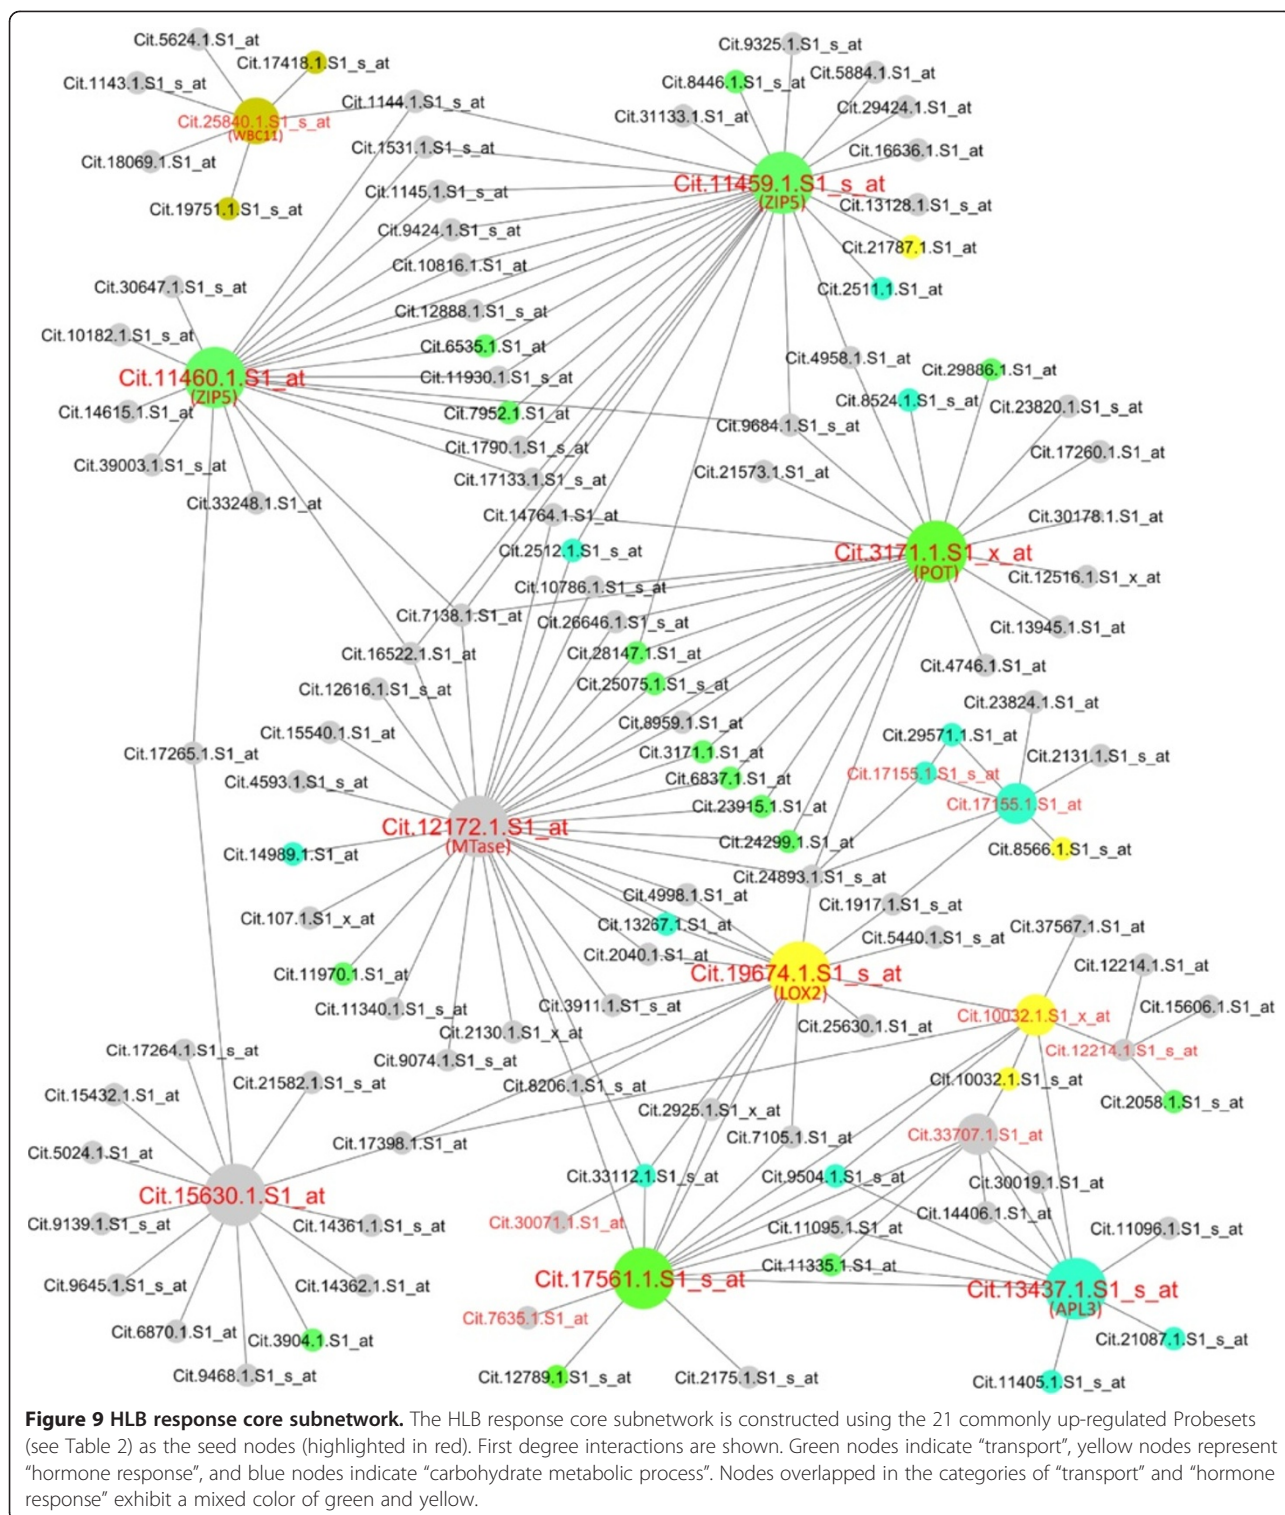 Cit.5624.1.S1_at
Cit.17418.1.S1_s_at
Cit.1143.1.S1_s_at
Cit.1144.1.S1_s_at
Cit.25840.1.S1_s_at
(WBC11)
Cit.18069.1.S1_at
Cit.19751.1.S1_s_at
Cit.9325.1.S1_s_at
Cit.8446.1.S1_s_at
Cit.5884.1.S1_at
Cit.31133.1.S1_at
Cit.29424.1.S1_at
Cit.16636.1.S1_at
Cit.1531.1.S1_s_at
Cit.11459.1.S1_s_at
(ZIP5)
Cit.1145.1.S1_s_at
Cit.13128.1.S1_s_at
Cit.9424.1.S1_s_at
Cit.21787.1.S1_at
Cit.10816.1.S1_at
Cit.2511.1.S1_at
Cit.30647.1.S1_s_at
Cit.12888.1.S1_s_at
Cit.10182.1.S1_s_at
Cit.6535.1.S1_at
Cit.4958.1.S1_at
Cit.11460.1.S1_at
(ZIP5)
Cit.11930.1.S1_s_at
Cit.29886.1.S1_at
Cit.8524.1.S1_s_at
Cit.23820.1.S1_s_at
Cit.14615.1.S1_at
Cit.7952.1.S1_at
Cit.9684.1.S1_s_at
Cit.1790.1.S1_s_at
Cit.17260.1.S1_at
Cit.39003.1.S1_s_at
Cit.17133.1.S1_s_at
Cit.21573.1.S1_at
Cit.33248.1.S1_at
Cit.14764.1.S1_at
Cit.30178.1.S1_at
Cit.2512.1.S1_s_at
Cit.3171.1.S1_x_at
(POT)
Cit.10786.1.S1_s_at
Cit.12516.1.S1_x_at
Cit.7138.1.S1_at
Cit.26646.1.S1_s_at
Cit.13945.1.S1_at
Cit.16522.1.S1_at
Cit.28147.1.S1_at
Cit.4746.1.S1_at
Cit.12616.1.S1_s_at
Cit.25075.1.S1_s_at
Cit.23824.1.S1_at
Cit.15540.1.S1_at
Cit.8959.1.S1_at
Cit.29571.1.S1_at
Cit.17265.1.S1_at
Cit.3171.1.S1_at
Cit.2131.1.S1_s_at
Cit.4593.1.S1_s_at
Cit.6837.1.S1_at
Cit.17155.1.S1_s_at
Cit.23915.1.S1_at
Cit.17155.1.S1_at
Cit.12172.1.S1_at
(MTase)
Cit.24299.1.S1_at
Cit.8566.1.S1_s_at
Cit.14989.1.S1_at
Cit.24893.1.S1_s_at
Cit.4998.1.S1_at
Cit.1917.1.S1_s_at
Cit.107.1.S1_x_at
Cit.13267.1.S1_at
Cit.37567.1.S1_at
Cit.5440.1.S1_s_at
Cit.2040.1.S1_at
Cit.11970.1.S1_at
Cit.19674.1.S1_s_at
(LOX2)
Cit.12214.1.S1_at
Cit.11340.1.S1_s_at
Cit.3911.1.S1_s_at
Cit.15606.1.S1_at
Cit.10032.1.S1_x_at
Cit.2130.1.S1_x_at
Cit.25630.1.S1_at
Cit.17264.1.S1_s_at
Cit.9074.1.S1_s_at
Cit.12214.1.S1_s_at
Cit.21582.1.S1_s_at
Cit.8206.1.S1_s_at
Cit.10032.1.S1_s_at
Cit.15432.1.S1_at
Cit.2925.1.S1_x_at
Cit.2058.1.S1_s_at
Cit.17398.1.S1_at
Cit.7105.1.S1_at
Cit.33707.1.S1_at
Cit.5024.1.S1_at
Cit.33112.1.S1_s_at
Cit.9504.1.S1_s_at
Cit.30019.1.S1_at
Cit.15630.1.S1_at
Cit.14406.1.S1_at
Cit.9139.1.S1_s_at
Cit.14361.1.S1_s_at
Cit.30071.1.S1_at
Cit.11095.1.S1_at
Cit.11096.1.S1_s_at
Cit.11335.1.S1_s_at
Cit.9645.1.S1_s_at
Cit.14362.1.S1_at
Cit.17561.1.S1_s_at
Cit.13437.1.S1_s_at
(APL3)
Cit.7635.1.S1_at
Cit.6870.1.S1_at
Cit.3904.1.S1_at
Cit.21087.1.S1_s_at
Cit.9468.1.S1_s_at
Cit.12789.1.S1_s_at
Cit.2175.1.S1_s_at
Cit.11405.1.S1_s_at
Figure 9 HLB response core subnetwork. The HLB response core subnetwork is constructed using the 21 commonly up-regulated Probesets
(see Table 2) as the seed nodes (highlighted in red). First degree interactions are shown. Green nodes indicate “transport”, yellow nodes represent
“hormone response”, and blue nodes indicate “carbohydrate metabolic process”. Nodes overlapped in the categories of “transport” and “hormone
response” exhibit a mixed color of green and yellow.